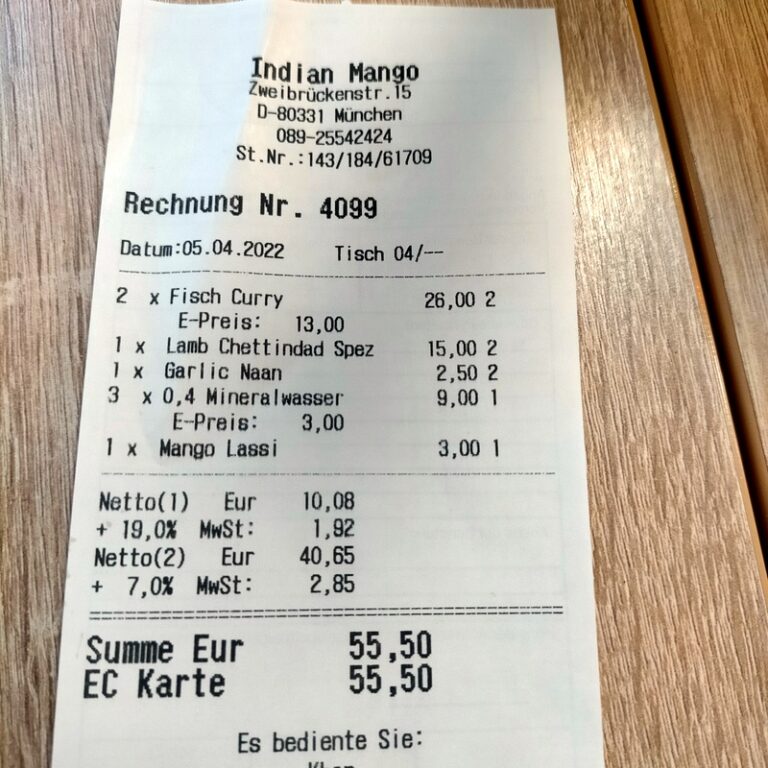 Indian Mango
Zweibrückenstr.15
D-80331 München
089-25542424
St.Nr.:143/184/61709
Rechnung Nr. 4099
Datum:05.04.2022 Tisch 04/--
2 x Fisch Curry 26,00 2
E-Preis: 13,00
1 x Lamb Chettindad Spez 15,00 2
1 x Garlic Naan 2,50 2
3 x 0,4 Mineralwasser 9,00 1
E-Preis: 3,00
1 x Mango Lassi 3,00 1
Netto(1) Eur 10,08
+ 19,0% MwSt: 1,92
Netto(2) Eur 40,65
+ 7,0% MwSt: 2,85
Summe Eur 55,50
EC Karte 55,50
Es bediente Sie: